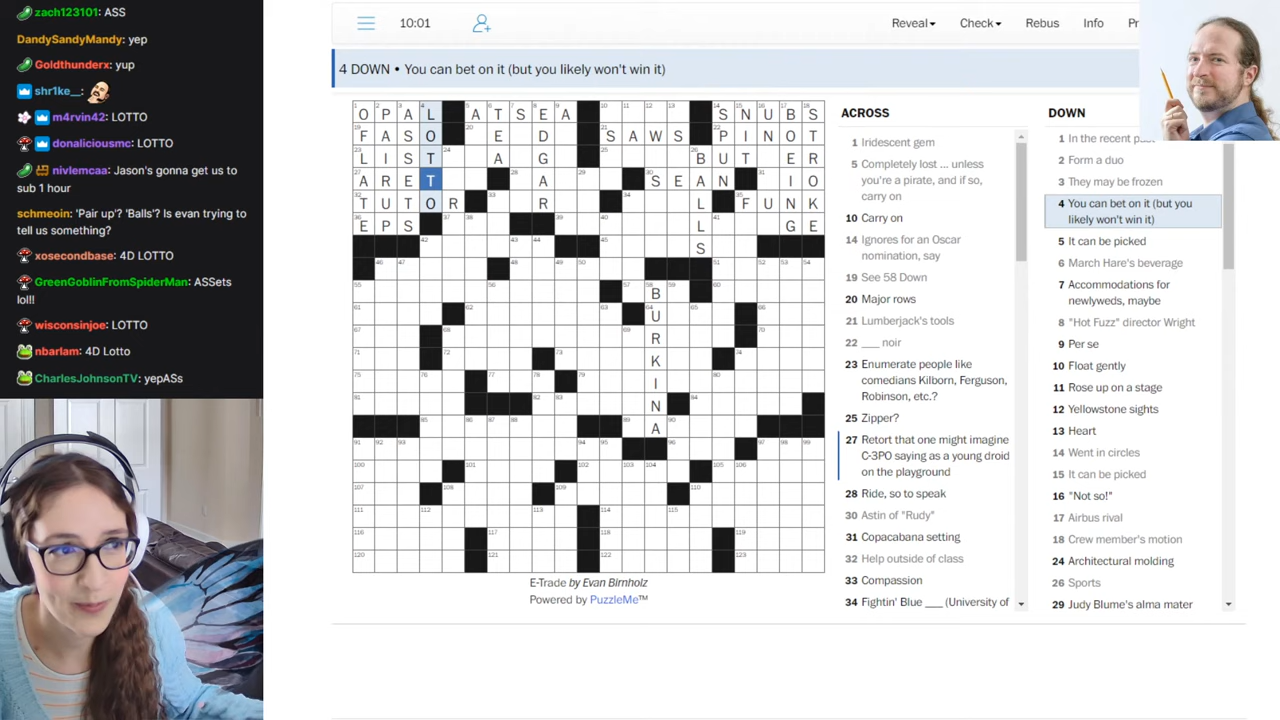 zach123101: ASS
DandySandyMandy: yep
Goldthunderx: yup
shr1ke__:
m4rvin42: LOTTO
donaliciousmc: LOTTO
nivlemcaa: Jason's gonna get us to
sub 1 hour
schmeoin: 'Pair up'? 'Balls'? Is evan trying to
tell us something?
xosecondbase: 4D LOTTO
GreenGoblinFromSpiderMan: ASSets
lol!!
wisconsinjoe: LOTTO
nbarlam: 4D Lotto
CharlesJohnsonTV: yepASs
10:01
Reveal
Check
Rebus
Info
4 DOWN • You can bet on it (but you likely won't win it)
O P A L A T S E A S N U B S
F A S O E D S A W S P I N O T
L I S T A G B U T E R
A R E T A S E A I O
T U T O R R L F U N K
E P S L G E
S
B
U
R
K
I
N
A
E-Trade by Evan Birnholz
Powered by PuzzleMe™
ACROSS
1 Iridescent gem
5 Completely lost ... unless
you're a pirate, and if so,
carry on
10 Carry on
14 Ignores for an Oscar
nomination, say
19 See 58 Down
20 Major rows
21 Lumberjack's tools
22 ___ noir
23 Enumerate people like
comedians Kilborn, Ferguson,
Robinson, etc.?
25 Zipper?
27 Retort that one might imagine
C-3PO saying as a young droid
on the playground
28 Ride, so to speak
30 Astin of "Rudy"
31 Copacabana setting
32 Help outside of class
33 Compassion
34 Fightin' Blue ___ (University of
DOWN
1 In the recent past
2 Form a duo
3 They may be frozen
4 You can bet on it (but you
likely won't win it)
5 It can be picked
6 March Hare's beverage
7 Accommodations for
newlyweds, maybe
8 "Hot Fuzz" director Wright
9 Per se
10 Float gently
11 Rose up on a stage
12 Yellowstone sights
13 Heart
14 Went in circles
15 It can be picked
16 "Not so!"
17 Airbus rival
18 Crew member's motion
24 Architectural molding
26 Sports
29 Judy Blume's alma mater